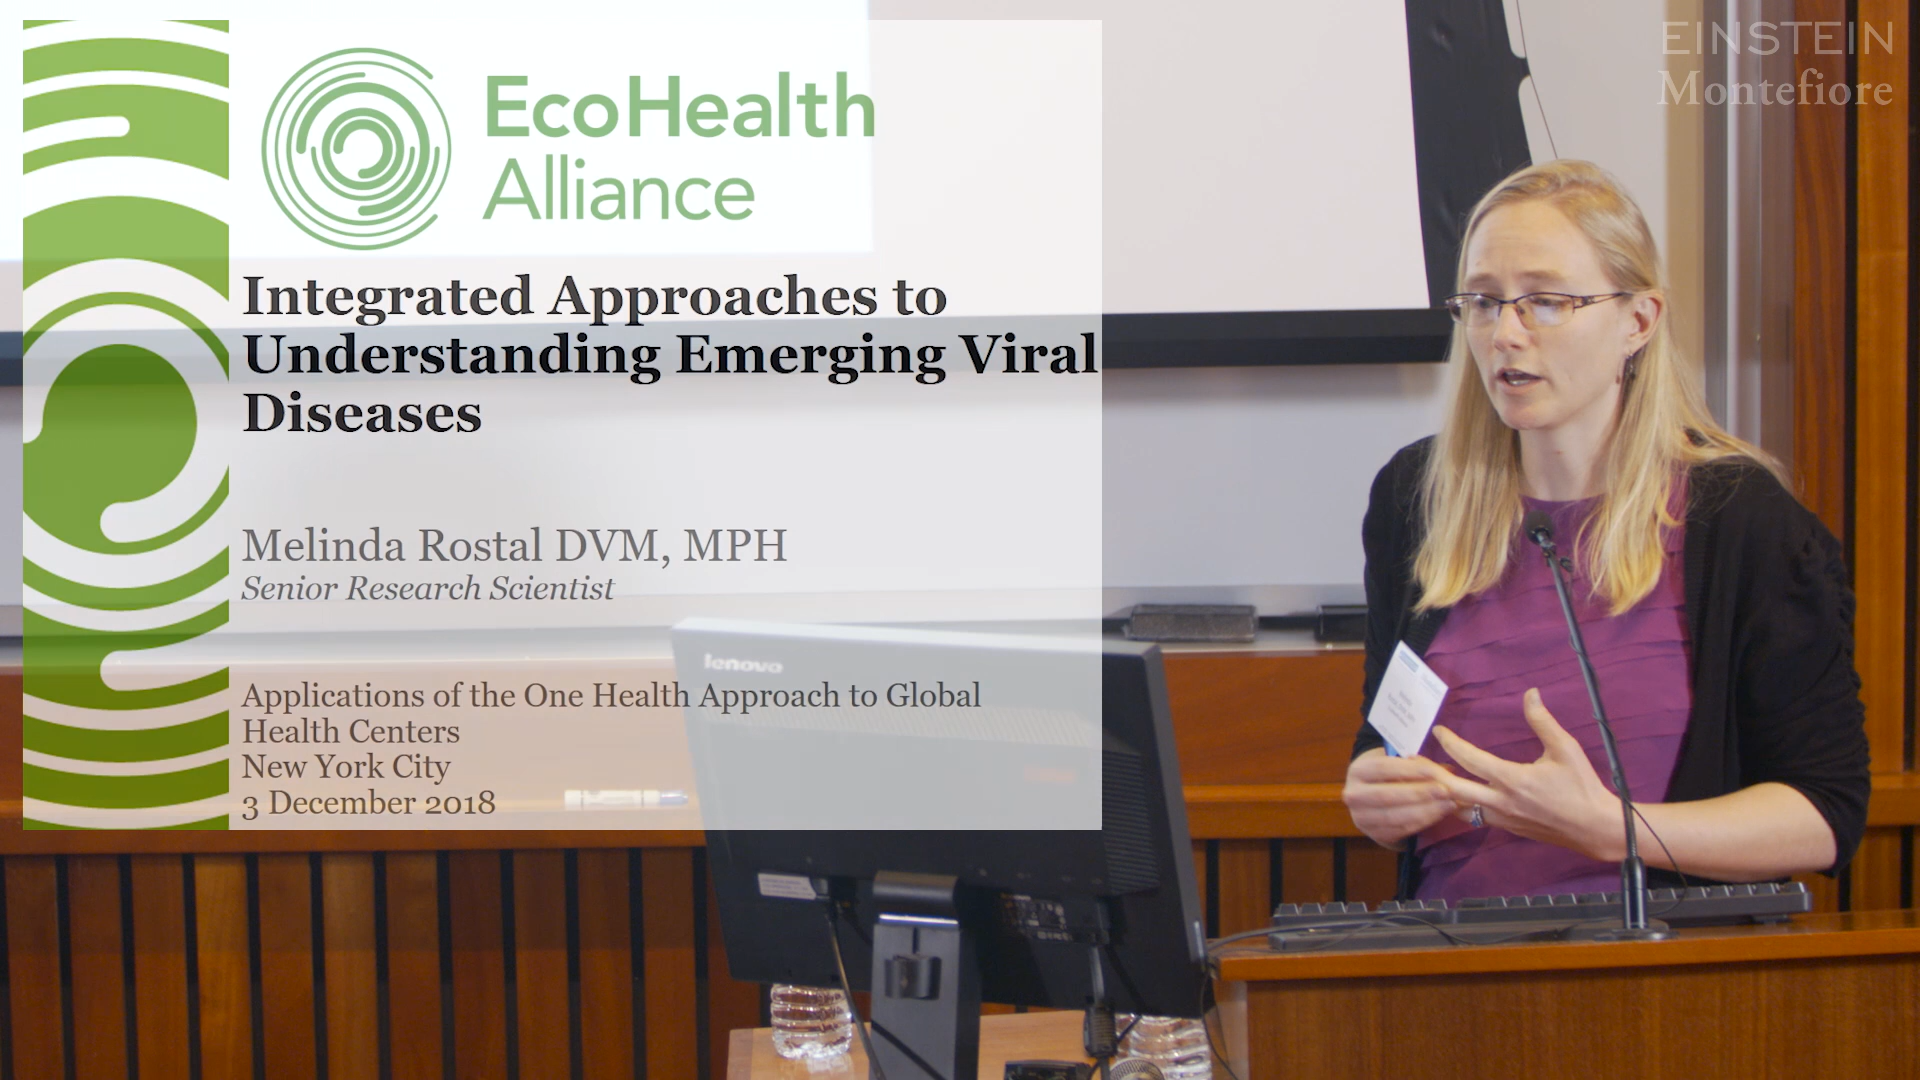 EINSTEIN
Montefiore
EcoHealth
Alliance
Integrated Approaches to
Understanding Emerging Viral
Diseases
Melinda Rostal DVM, MPH
Senior Research Scientist
Applications of the One Health Approach to Global
Health Centers
New York City
3 December 2018
lenovo